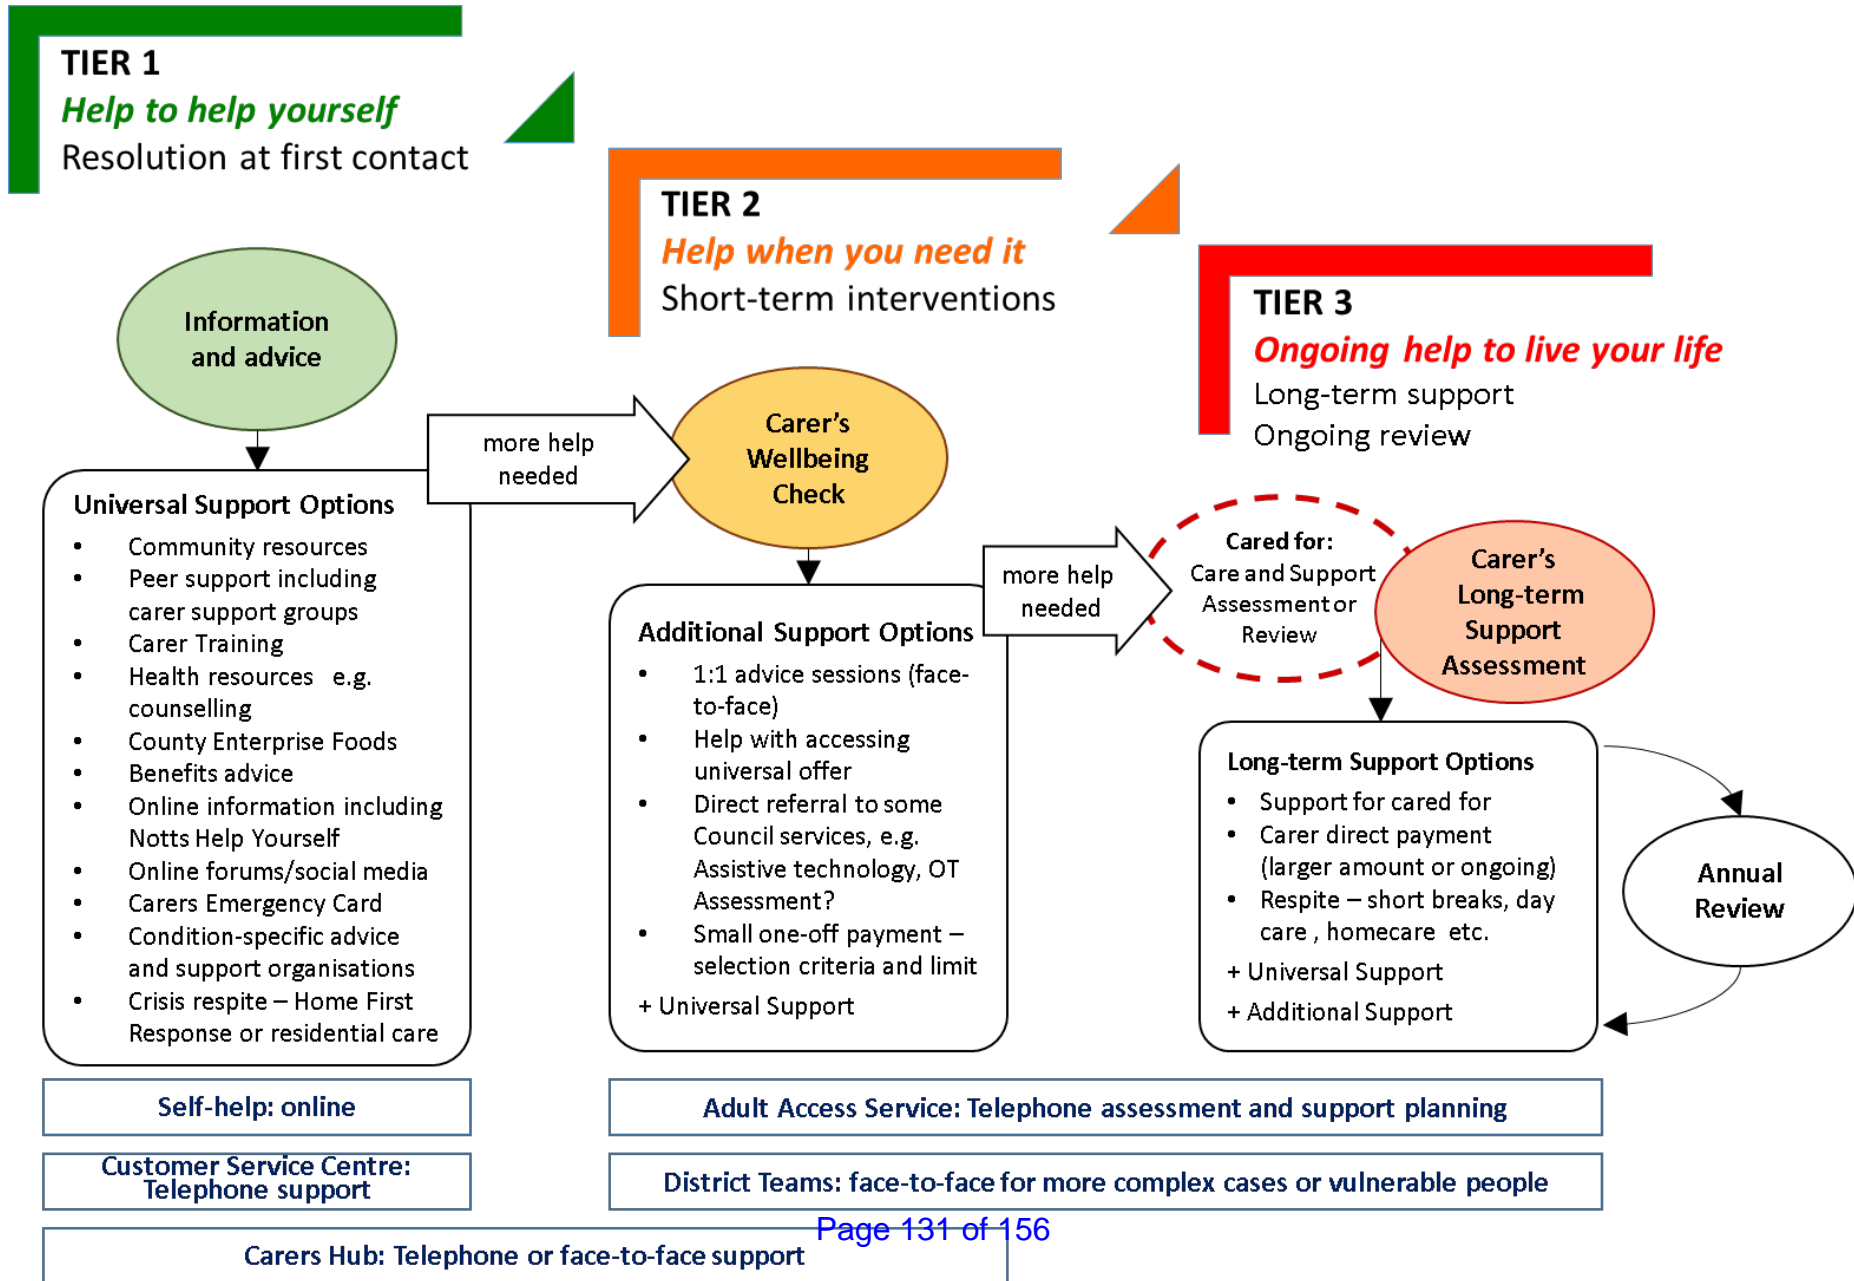 TIER 1
Help to help yourself
Resolution at first contact
Information
and advice
Universal Support Options
• Community resources
• Peer support including
carer support groups
• Carer Training
• Health resources e.g.
counselling
• County Enterprise Foods
• Benefits advice
• Online information including
Notts Help Yourself
• Online forums/social media
• Carers Emergency Card
• Condition-specific advice
and support organisations
• Crisis respite – Home First
Response or residential care
more help
needed
TIER 2
Help when you need it
Short-term interventions
Carer's
Wellbeing
Check
Additional Support Options
• 1:1 advice sessions (face-
to-face)
• Help with accessing
universal offer
• Direct referral to some
Council services, e.g.
Assistive technology, OT
Assessment?
• Small one-off payment –
selection criteria and limit
+ Universal Support
more help
needed
TIER 3
Ongoing help to live your life
Long-term support
Ongoing review
Cared for:
Care and Support
Assessment or
Review
Carer's
Long-term
Support
Assessment
Long-term Support Options
• Support for cared for
• Carer direct payment
(larger amount or ongoing)
• Respite – short breaks, day
care , homecare etc.
+ Universal Support
+ Additional Support
Annual
Review
Self-help: online
Adult Access Service: Telephone assessment and support planning
Customer Service Centre:
Telephone support
District Teams: face-to-face for more complex cases or vulnerable people
Page 131 of 156
Carers Hub: Telephone or face-to-face support